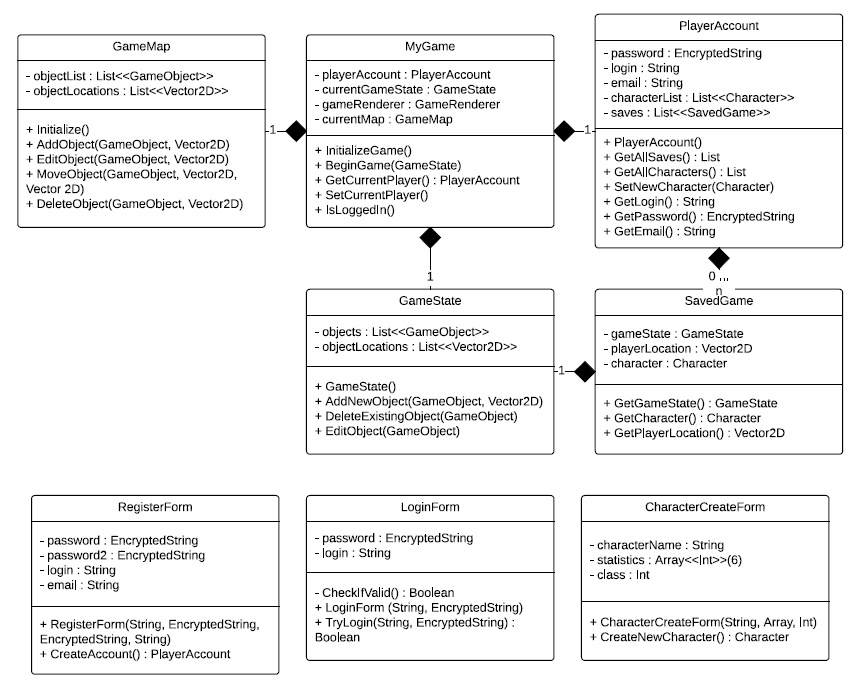 GameMap
- objectList : List<<GameObject>>
- objectLocations : List<<Vector2D>>
+ Initialize()
+ AddObject(GameObject, Vector2D)
+ EditObject(GameObject, Vector2D)
+ MoveObject(GameObject, Vector2D,
Vector 2D)
+ DeleteObject(GameObject, Vector2D)
1
MyGame
- playerAccount : PlayerAccount
- currentGameState : GameState
- gameRenderer : GameRenderer
- currentMap : GameMap
+ InitializeGame()
+ BeginGame(GameState)
+ GetCurrentPlayer() : PlayerAccount
+ SetCurrentPlayer()
+ IsLoggedIn()
1
PlayerAccount
- password : EncryptedString
- login : String
- email : String
- characterList : List<<Character>>
- saves : List<<SavedGame>>
+ PlayerAccount()
+ GetAllSaves() : List
+ GetAllCharacters() : List
+ SetNewCharacter(Character)
+ GetLogin() : String
+ GetPassword() : EncryptedString
+ GetEmail() : String
1
0 ...
n
GameState
- objects : List<<GameObject>>
- objectLocations : List<<Vector2D>>
+ GameState()
+ AddNewObject(GameObject, Vector2D)
+ DeleteExistingObject(GameObject)
+ EditObject(GameObject)
1
SavedGame
- gameState : GameState
- playerLocation : Vector2D
- character : Character
+ GetGameState() : GameState
+ GetCharacter() : Character
+ GetPlayerLocation() : Vector2D
RegisterForm
- password : EncryptedString
- password2 : EncryptedString
- login : String
- email : String
+ RegisterForm(String, EncryptedString,
EncryptedString, String)
+ CreateAccount() : PlayerAccount
LoginForm
- password : EncryptedString
- login : String
- CheckIfValid() : Boolean
+ LoginForm (String, EncryptedString)
+ TryLogin(String, EncryptedString) :
Boolean
CharacterCreateForm
- characterName : String
- statistics : Array<<Int>>(6)
- class : Int
+ CharacterCreateForm(String, Array, Int)
+ CreateNewCharacter() : Character